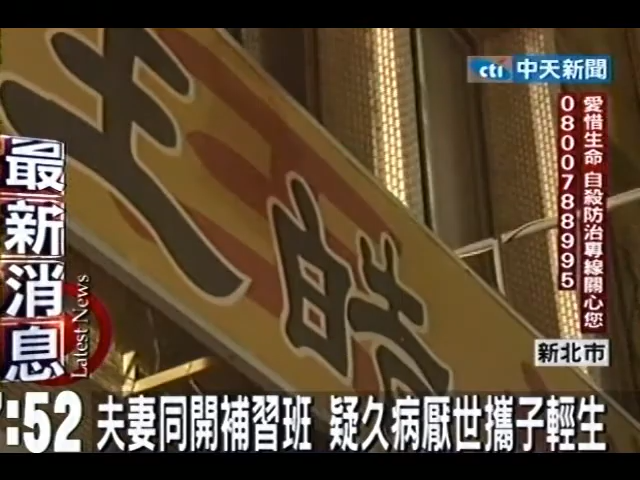 cti 中天新聞
愛惜生命 自殺防治專線關心您
0800788995
王皓
最新消息
Latest News
新北市
:52
夫妻同開補習班 疑久病厭世攜子輕生